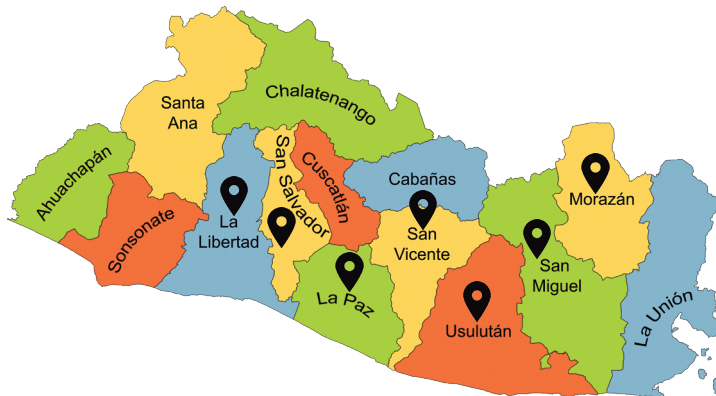 Santa
Ana
Chalatenango
Ahuachapán
Sonsonate
La
Libertad
San Salvador
Cuscatlán
Cabañas
La Paz
San
Vicente
Usulután
San
Miguel
Morazán
La Unión